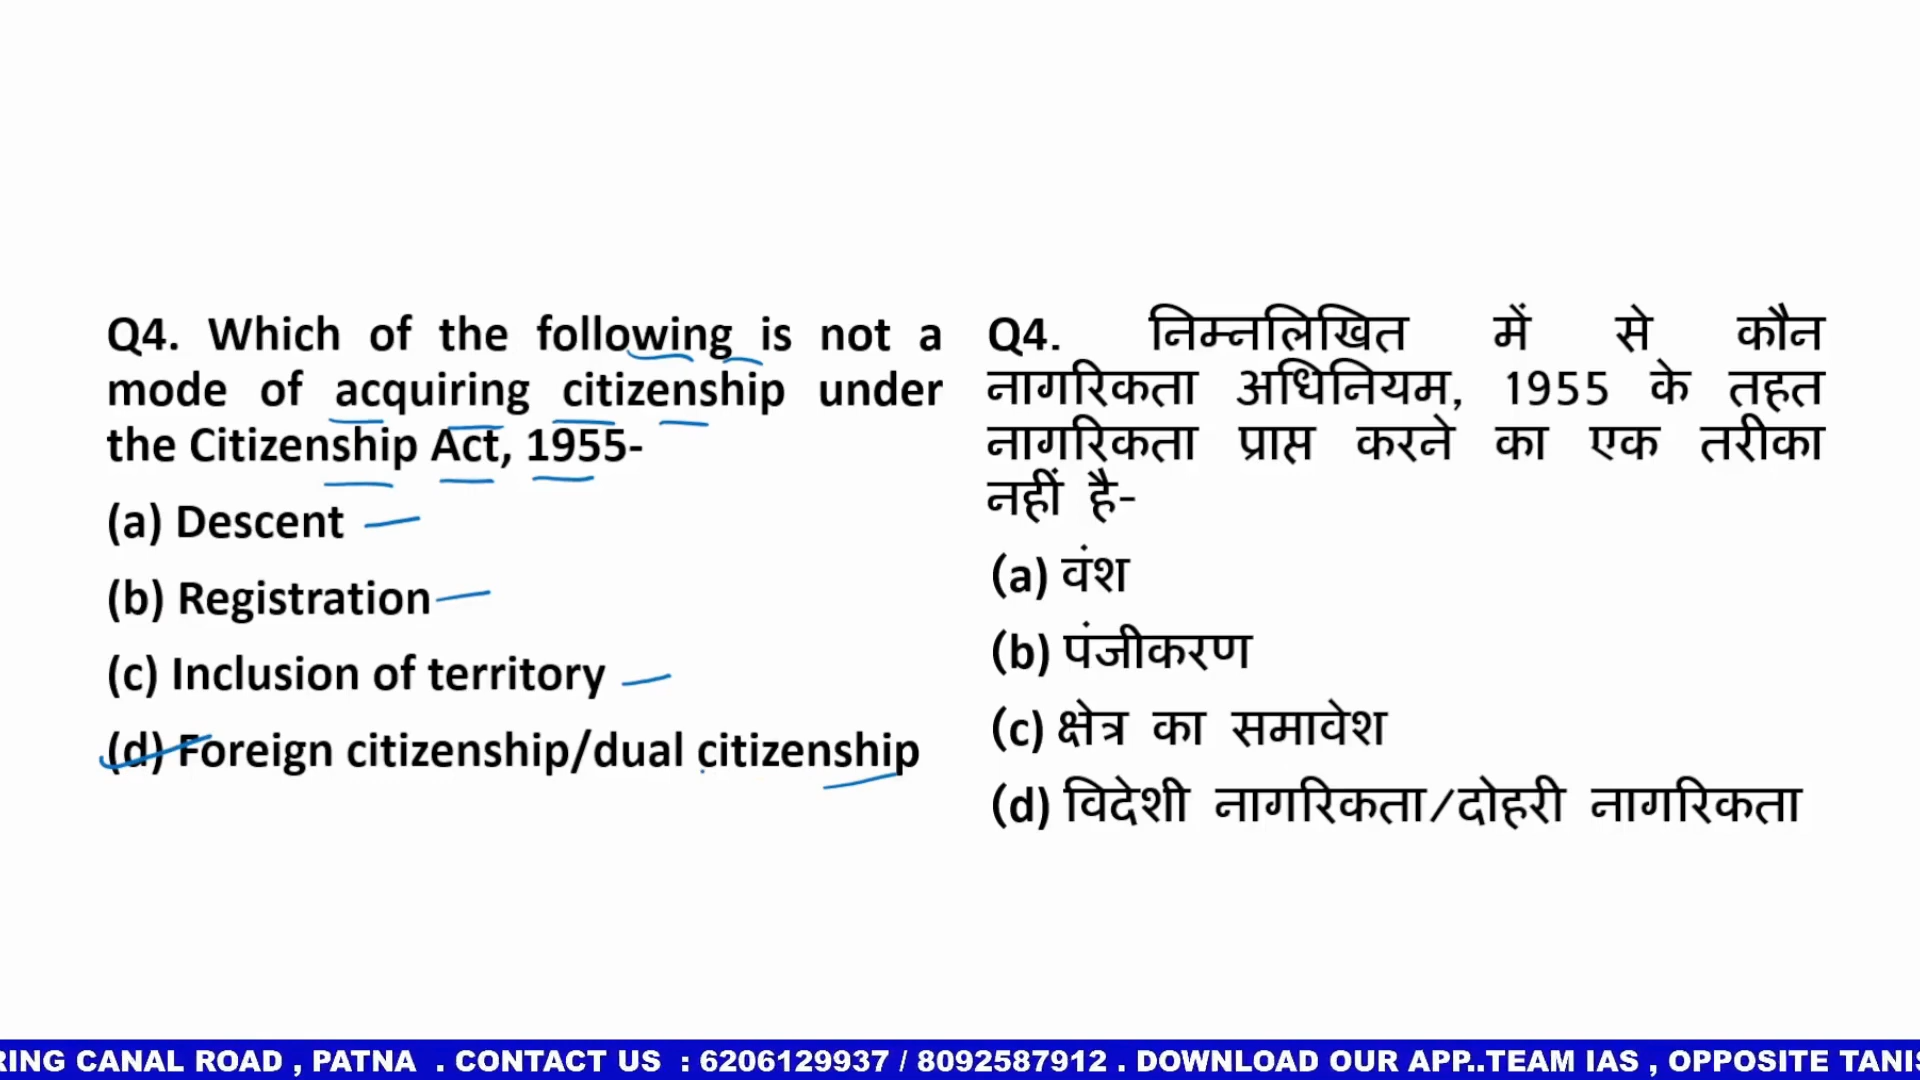 Q4. Which of the following is not a
mode of acquiring citizenship under
the Citizenship Act, 1955-
(a) Descent
(b) Registration
(c) Inclusion of territory
(d) Foreign citizenship/dual citizenship
Q4. निम्नलिखित में से कौन
नागरिकता अधिनियम, 1955 के तहत
नागरिकता प्राप्त करने का एक तरीका
नहीं है-
(a) वंश
(b) पंजीकरण
(c) क्षेत्र का समावेश
(d) विदेशी नागरिकता/दोहरी नागरिकता
RING CANAL ROAD , PATNA . CONTACT US : 6206129937 / 8092587912 . DOWNLOAD OUR APP..TEAM IAS , OPPOSITE TANIS